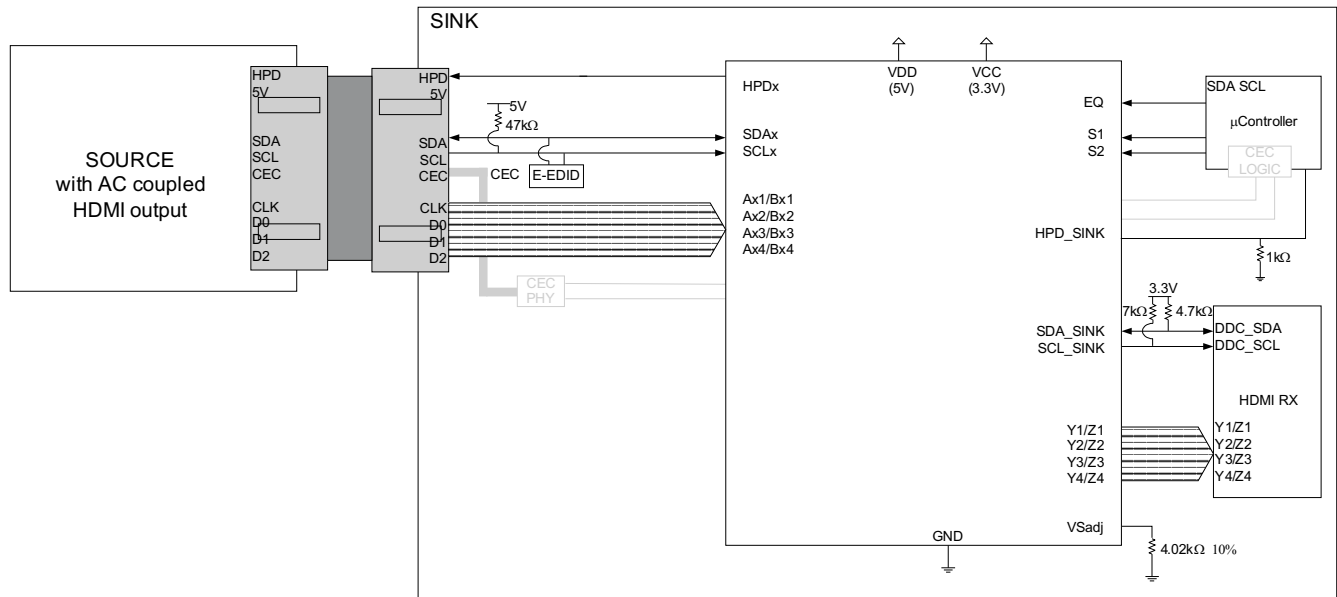 SINK
SOURCE
with AC coupled
HDMI output
HPD
5V
SDA
SCL
CEC
CLK
D0
D1
D2
HPD
5V
SDA
SCL
CEC
CLK
D0
D1
D2
5V
47kΩ
CEC
E-EDID
CEC
PHY
VDD
(5V)
VCC
(3.3V)
HPDx
SDAx
SCLx
Ax1/Bx1
Ax2/Bx2
Ax3/Bx3
Ax4/Bx4
EQ
S1
S2
HPD_SINK
SDA_SINK
SCL_SINK
Y1/Z1
Y2/Z2
Y3/Z3
Y4/Z4
VSadj
GND
SDA SCL
μController
CEC
LOGIC
1kΩ
3.3V
7kΩ 4.7kΩ
DDC_SDA
DDC_SCL
HDMI RX
Y1/Z1
Y2/Z2
Y3/Z3
Y4/Z4
4.02kΩ 10%